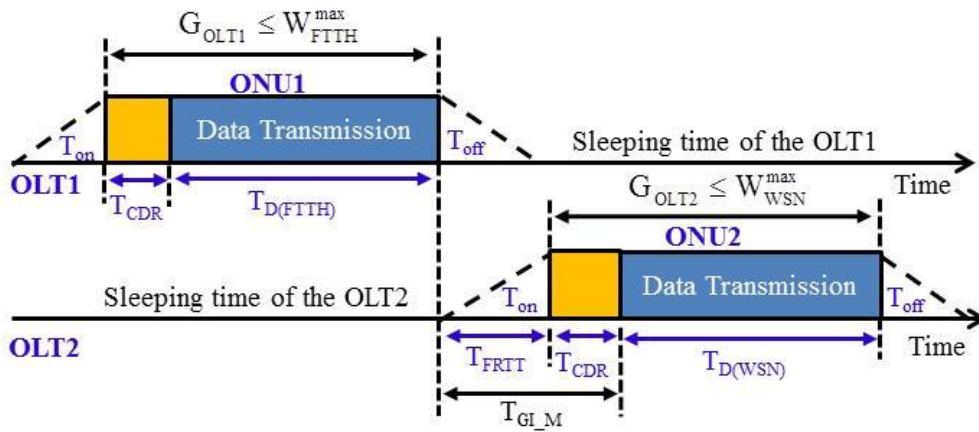 G_OLT1 ≤ W_FTTH^max
ONU1
Data Transmission
T_on
T_off
Sleeping time of the OLT1
OLT1
Time
T_CDR
T_D(FTTH)
G_OLT2 ≤ W_WSN^max
ONU2
Data Transmission
Sleeping time of the OLT2
T_on
T_off
OLT2
Time
T_FRTT
T_CDR
T_D(WSN)
T_GI_M